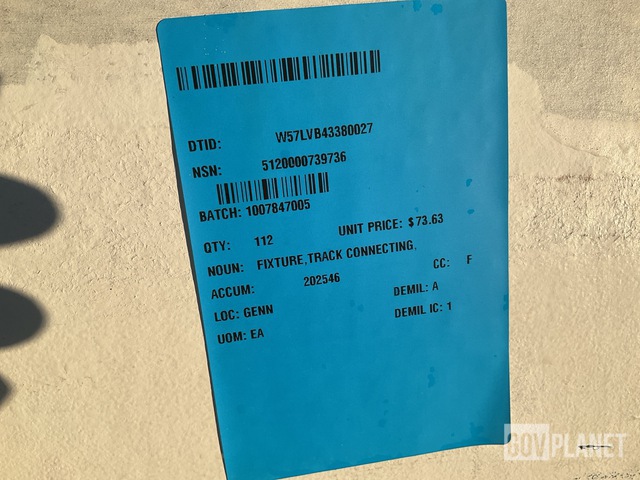 DTID: W57LVB43380027
NSN: 5120000739736
BATCH: 1007847005
QTY: 112 UNIT PRICE: $73.63
NOUN: FIXTURE,TRACK CONNECTING,
ACCUM: 202546 CC: F
LOC: GENN DEMIL: A
UOM: EA DEMIL IC: 1
GOVPLANET